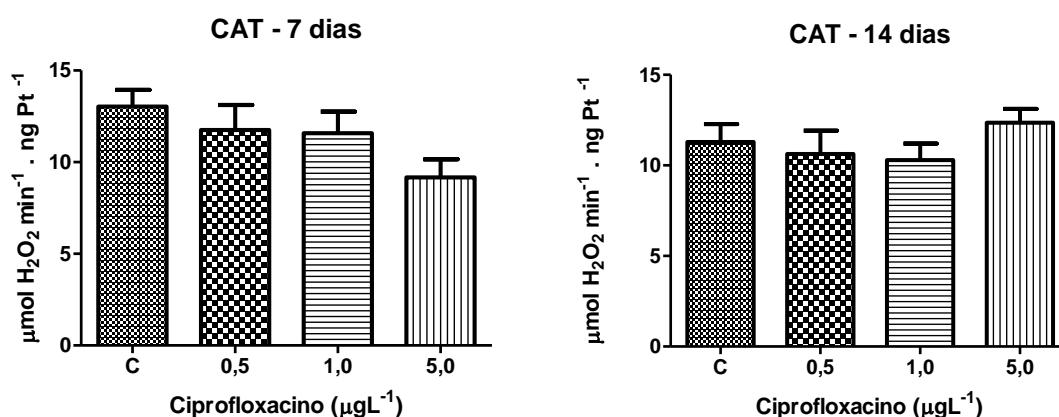 CAT - 7 dias
µmol H₂O₂ min⁻¹ . ng Pt ⁻¹
15
10
5
0
C 0,5 1,0 5,0
Ciprofloxacino (µgL⁻¹)
CAT - 14 dias
µmol H₂O₂ min⁻¹ . ng Pt ⁻¹
15
10
5
0
C 0,5 1,0 5,0
Ciprofloxacino (µgL⁻¹)